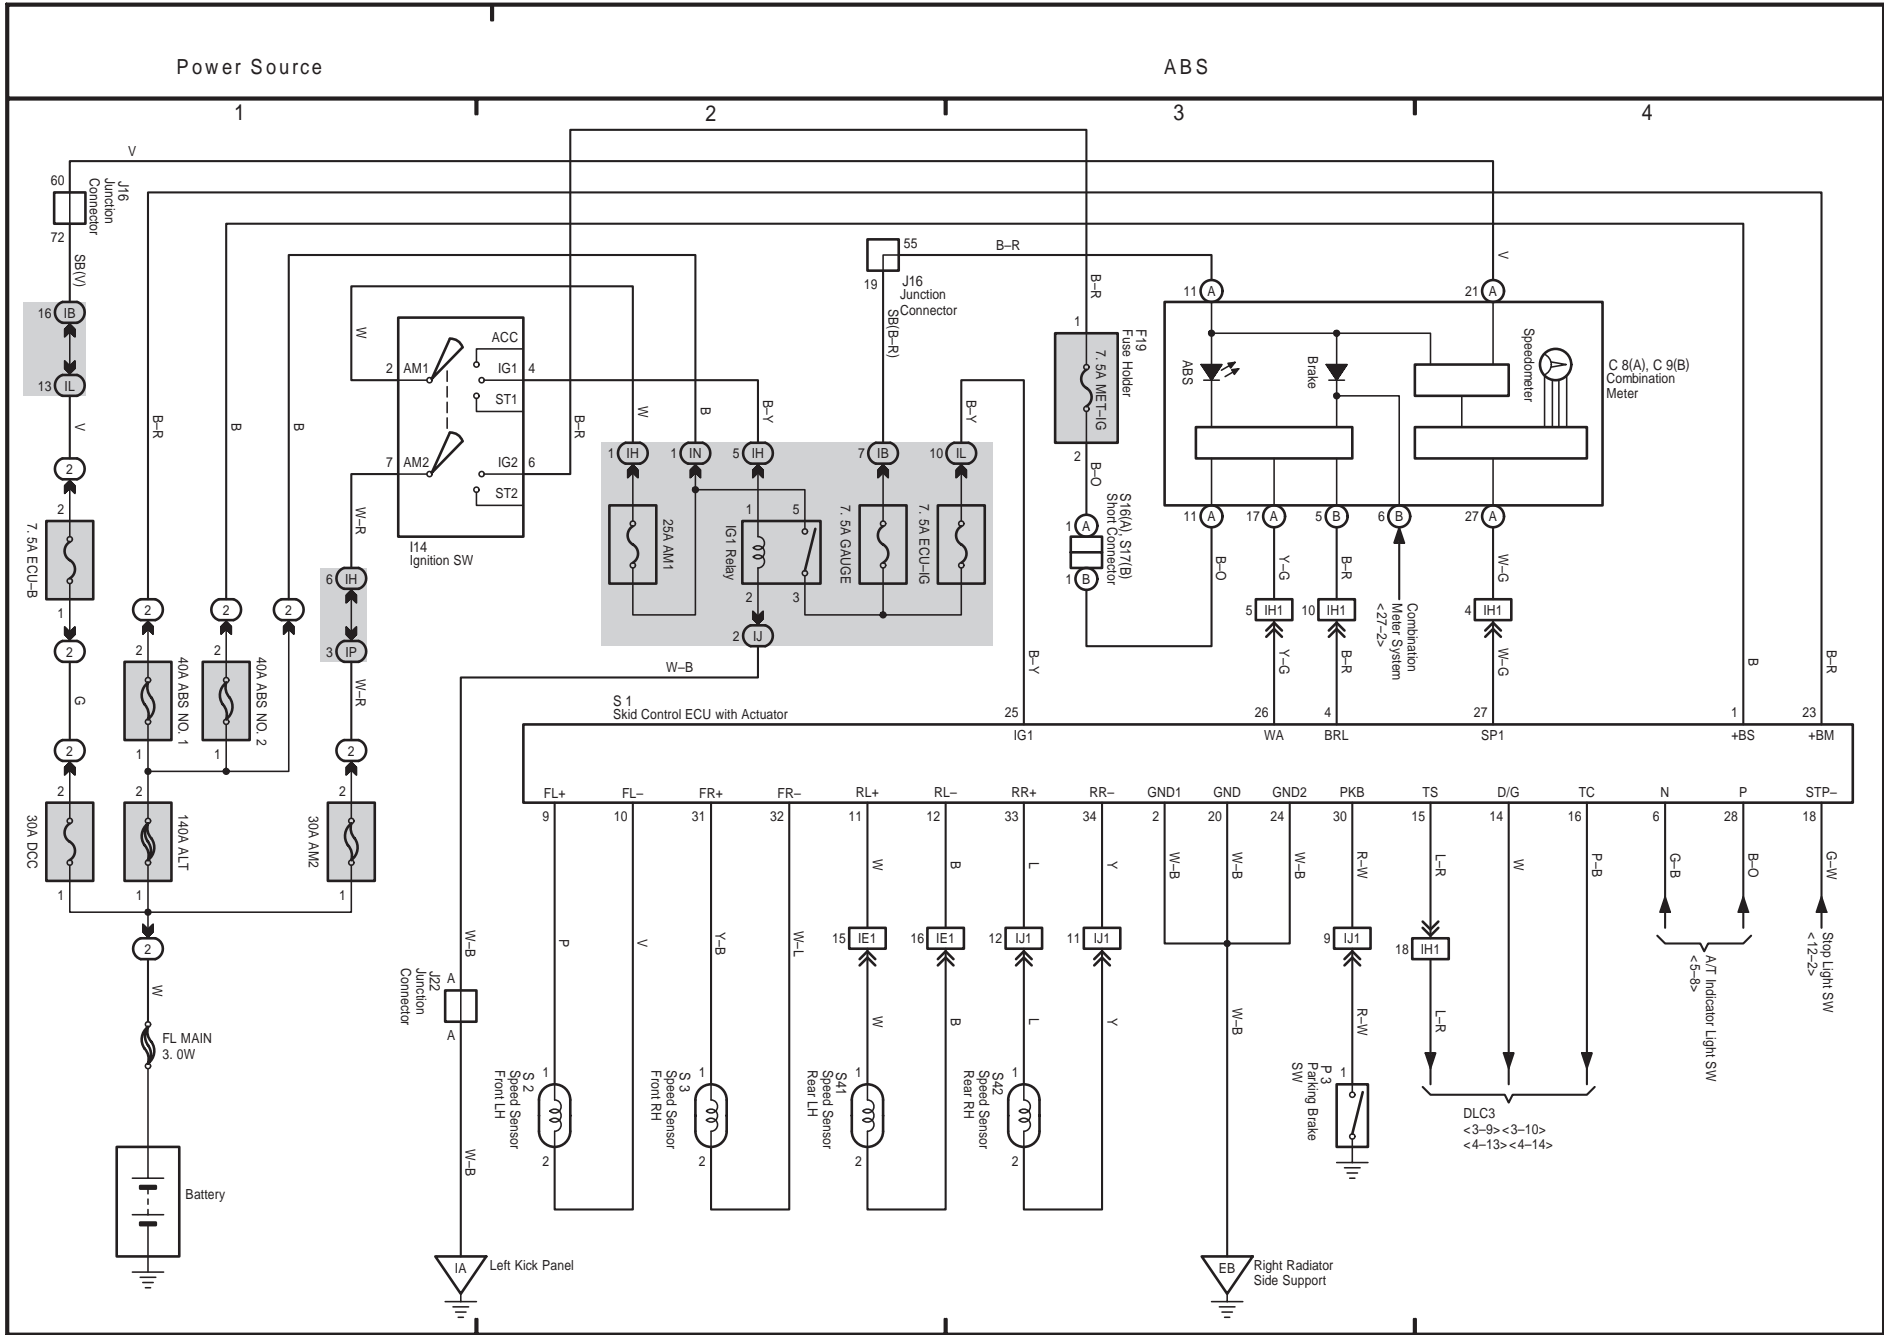 Power Source
ABS
1
2
3
4
V
60
J16
Junction
Connector
72
SB(V)
16
IB
13
IL
V
2
2
7. 5A ECU–B
1
2
G
2
2
30A DCC
1
B–R
B
B
2
2
2
2
2
40A ABS NO. 1
40A ABS NO. 2
1
1
2
140A ALT
1
2
W
FL MAIN
3. 0W
Battery
W
2
AM1
ACC
IG1
4
ST1
7
AM2
IG2
6
ST2
I14
Ignition SW
W–R
6
IH
3
IP
W–R
2
2
30A AM2
1
B–R
W
B
B–Y
1
IH
1
IN
5
IH
7
IB
10
IL
25A AM1
1
5
IG1 Relay
2
3
7. 5A GAUGE
7. 5A ECU–IG
2
IJ
W–B
55
19
J16
Junction
Connector
SB(B–R)
B–R
B–Y
B–Y
B–R
1
7. 5A MET–IG
F19
Fuse Holder
2
B–O
1
A
S16(A), S17(B)
Short Connector
1
B
11
A
21
A
V
ABS
Brake
Speedometer
C 8(A), C 9(B)
Combination
Meter
11
A
17
A
5
B
6
B
27
A
B–O
Y–G
B–R
W–G
5
IH1
10
IH1
4
IH1
Combination
Meter System
<27–2>
Y–G
B–R
W–G
B
B–R
S 1
Skid Control ECU with Actuator
25
26
4
27
1
23
IG1
WA
BRL
SP1
+BS
+BM
FL+
FL–
FR+
FR–
RL+
RL–
RR+
RR–
GND1
GND
GND2
PKB
TS
D/G
TC
N
P
STP–
9
10
31
32
11
12
33
34
2
20
24
30
15
14
16
6
28
18
W
B
L
Y
W–B
W–B
W–B
R–W
L–R
W
P–B
G–B
B–O
G–W
P
V
Y–B
W–L
15
IE1
16
IE1
12
IJ1
11
IJ1
9
IJ1
18
IH1
W
B
L
Y
W–B
R–W
L–R
A/T Indicator Light SW
<5–8>
Stop Light SW
<12–2>
W–B
A
J22
Junction
Connector
A
W–B
1
S 2
Speed Sensor
Front LH
2
1
S 3
Speed Sensor
Front RH
2
1
S41
Speed Sensor
Rear LH
2
1
S42
Speed Sensor
Rear RH
2
1
P 3
Parking Brake
SW
DLC3
<3–9><3–10>
<4–13><4–14>
IA
Left Kick Panel
EB
Right Radiator
Side Support